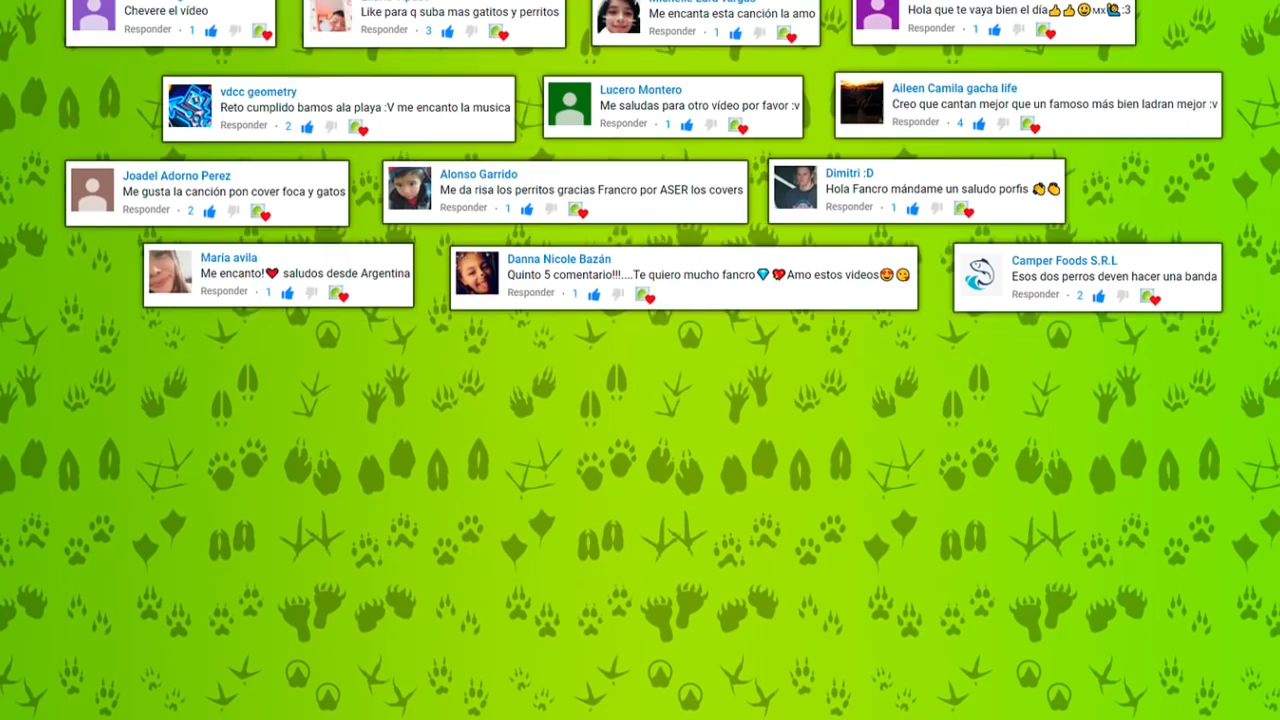 Chevere el vídeo
Responder · 1
Like para q suba mas gatitos y perritos
Responder · 3
Me encanta esta canción la amo
Responder · 1
Hola que te vaya bien el día👍👍😃MX🙋:3
Responder · 1
vdcc geometry
Reto cumplido bamos ala playa :V me encanto la musica
Responder · 2
Lucero Montero
Me saludas para otro vídeo por favor :v
Responder · 1
Aileen Camila gacha life
Creo que cantan mejor que un famoso más bien ladran mejor :v
Responder · 4
Joadel Adorno Perez
Me gusta la canción pon cover foca y gatos
Responder · 2
Alonso Garrido
Me da risa los perritos gracias Francro por ASER los covers
Responder · 1
Dimitri :D
Hola Fancro mándame un saludo porfis 👏👏
Responder · 1
María avila
Me encanto!❤ saludos desde Argentina
Responder · 1
Danna Nicole Bazán
Quinto 5 comentario!!!....Te quiero mucho fancro💎💖Amo estos videos😍😘
Responder · 1
Camper Foods S.R.L
Esos dos perros deven hacer una banda
Responder · 2